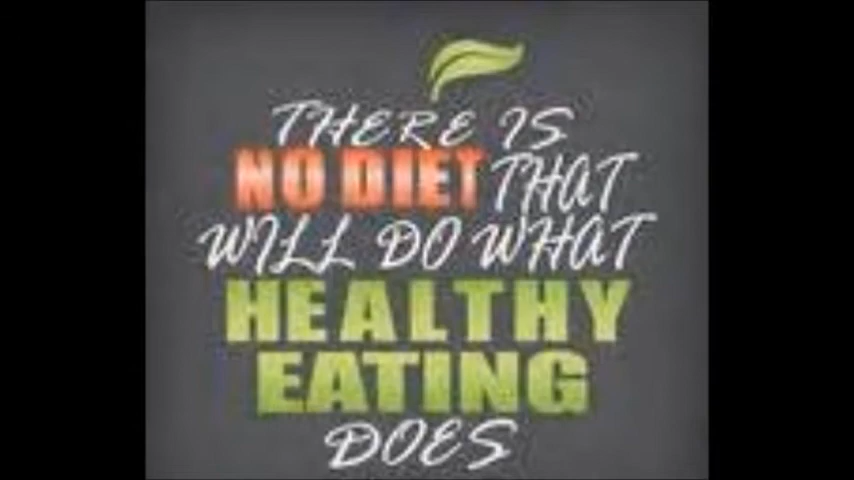 THERE IS
NO DIET THAT
WILL DO WHAT
HEALTHY
EATING
DOES